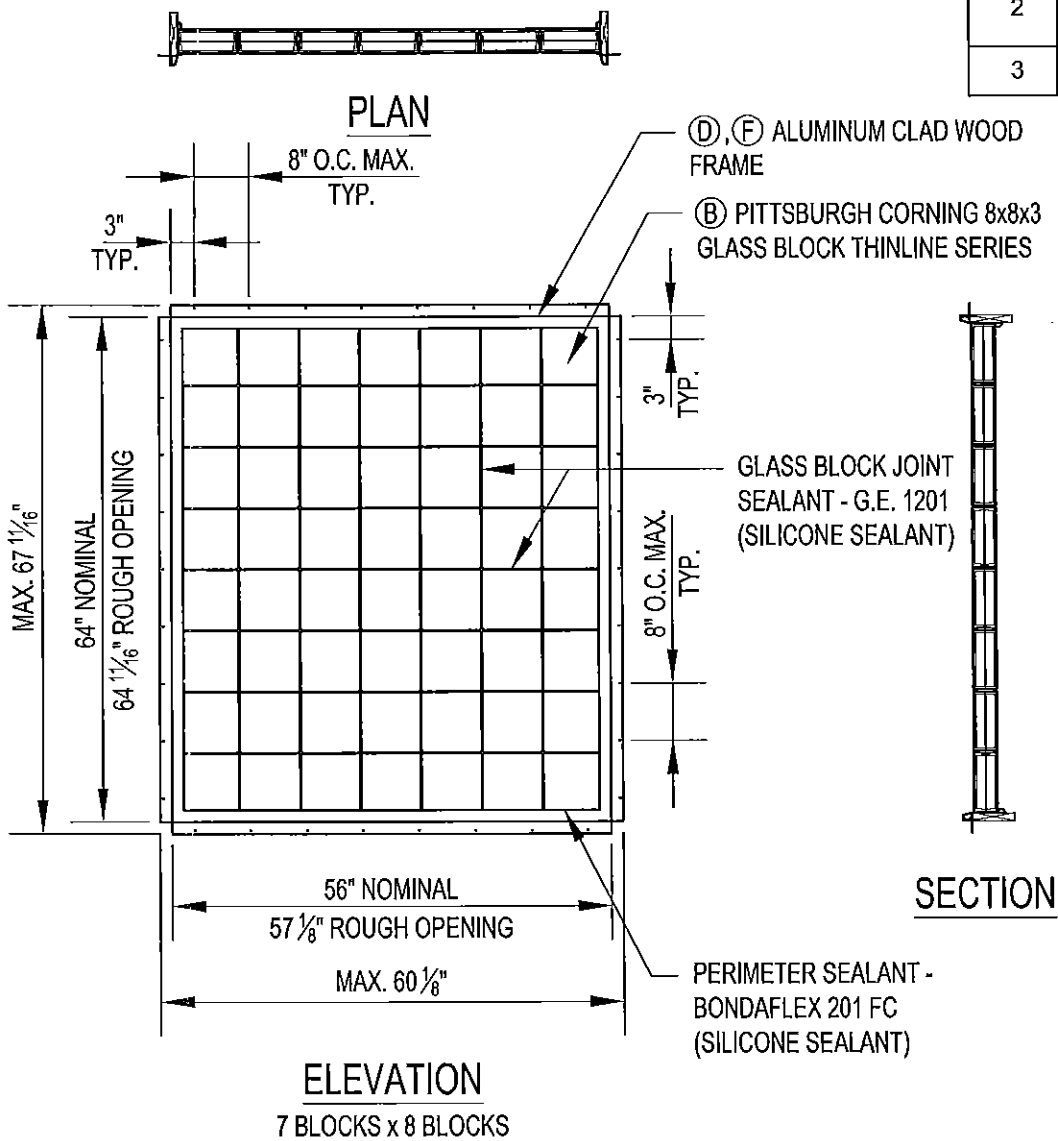 2
3
PLAN
8" O.C. MAX.
TYP.
3"
TYP.
Ⓓ, Ⓕ ALUMINUM CLAD WOOD
FRAME
Ⓑ PITTSBURGH CORNING 8x8x3
GLASS BLOCK THINLINE SERIES
3"
TYP.
MAX. 67 11/16"
64" NOMINAL
64 11/16" ROUGH OPENING
GLASS BLOCK JOINT
SEALANT - G.E. 1201
(SILICONE SEALANT)
8" O.C. MAX.
TYP.
56" NOMINAL
57 1/8" ROUGH OPENING
MAX. 60 1/8"
SECTION
PERIMETER SEALANT -
BONDAFLEX 201 FC
(SILICONE SEALANT)
ELEVATION
7 BLOCKS x 8 BLOCKS